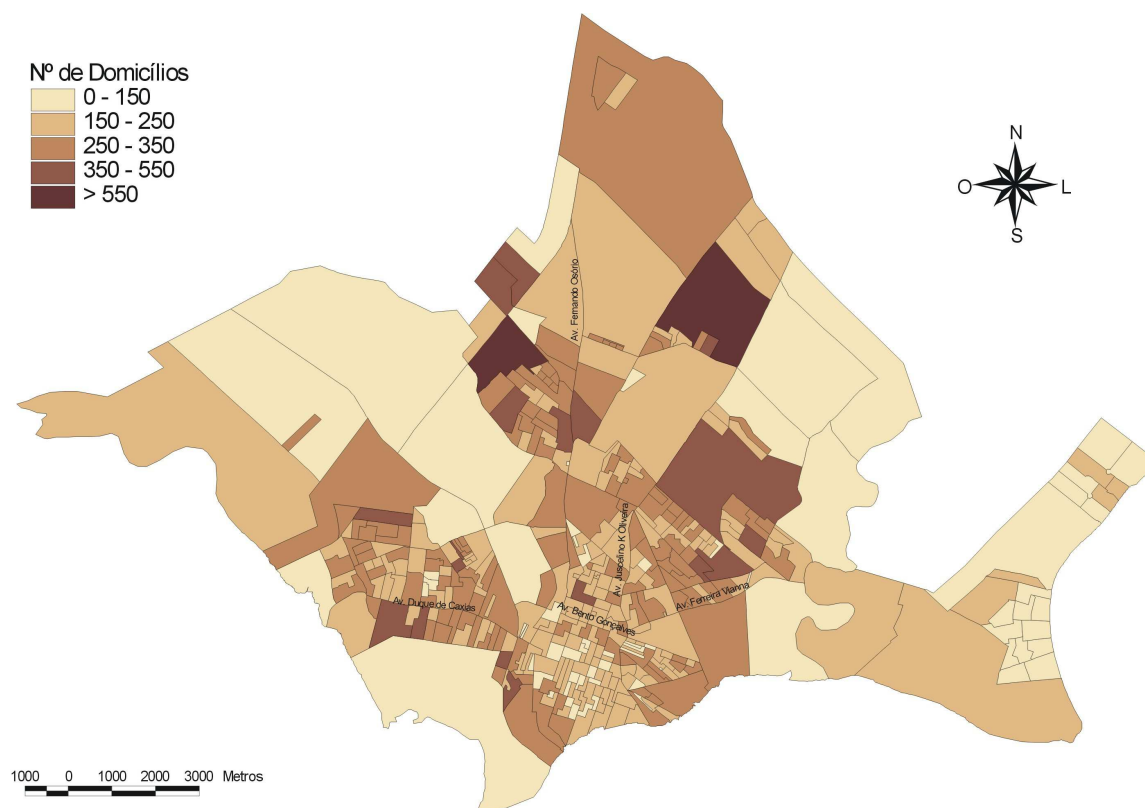 Nº de Domicílios
0 - 150
150 - 250
250 - 350
350 - 550
> 550
N
O
L
S
Av. Fernando Osório
Av. Juscelino K Oliveira
Av. Duque de Caxias
Av. Bento Gonçalves
Av. Ferreira Vianna
1000 0 1000 2000 3000 Metros